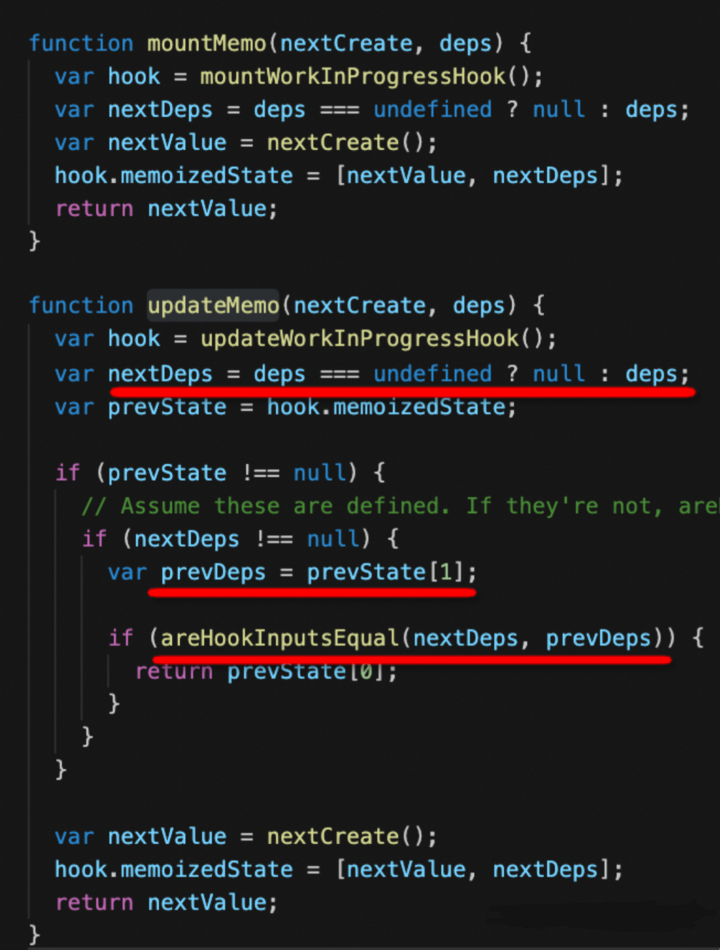 function mountMemo(nextCreate, deps) {
var hook = mountWorkInProgressHook();
var nextDeps = deps === undefined ? null : deps;
var nextValue = nextCreate();
hook.memoizedState = [nextValue, nextDeps];
return nextValue;
}
function updateMemo(nextCreate, deps) {
var hook = updateWorkInProgressHook();
var nextDeps = deps === undefined ? null : deps;
var prevState = hook.memoizedState;
if (prevState !== null) {
// Assume these are defined. If they're not, are
if (nextDeps !== null) {
var prevDeps = prevState[1];
if (areHookInputsEqual(nextDeps, prevDeps)) {
return prevState[0];
}
}
}
var nextValue = nextCreate();
hook.memoizedState = [nextValue, nextDeps];
return nextValue;
}